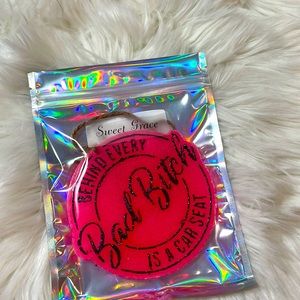 Sweet Grace
BEHIND EVERY
Bad Bitch
IS A CAR SEAT